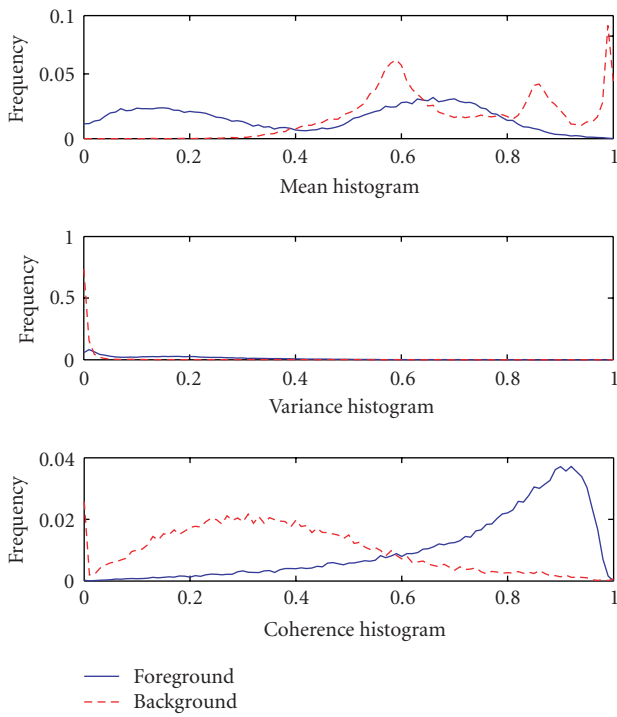 0.1
0.05
0
Frequency
0 0.2 0.4 0.6 0.8 1
Mean histogram
1
0.5
0
Frequency
0 0.2 0.4 0.6 0.8 1
Variance histogram
0.04
0.02
0
Frequency
0 0.2 0.4 0.6 0.8 1
Coherence histogram
Foreground
Background